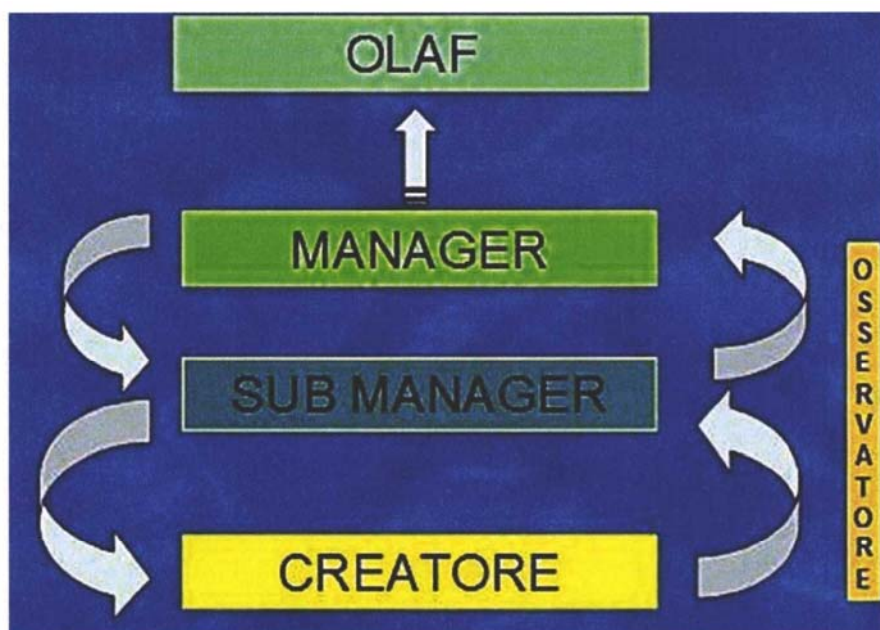 OLAF
MANAGER
SUB MANAGER
CREATORE
OSSERVATORE